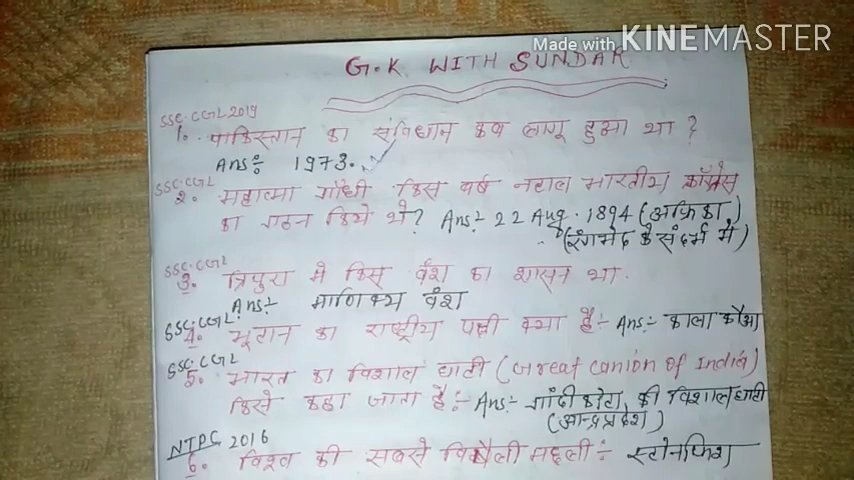 Made with KINEMASTER
G.K. WITH SUNDAR
SSC-CGL 2019
1. पाकिस्तान का संविधान कब लागू हुआ था ?
Ans: 1973.
SSC-CGL
2. महात्मा गाँधी किस वर्ष नटाल भारतीय काँग्रेस
का गठन किये थे? Ans:- 22 Aug. 1894 (अफ्रिका)
(रंगभेद के संदर्भ में)
SSC-CGL
3. त्रिपुरा मे किस वंश का शासन था.
Ans:- माणिक्य वंश
SSC-CGL
4. भूटान का राष्ट्रीय पक्षी क्या है:- Ans:- काला कौआ
SSC-CGL
5. भारत का विशाल घाटी (Great canion of India)
किसे कहा जाता है:- Ans:- गांदीकोटा की विशाल घाटी
(आन्ध्रप्रदेश)
NTPC 2016
6. विश्व की सबसे विषैली मछली:- स्टोनफिश